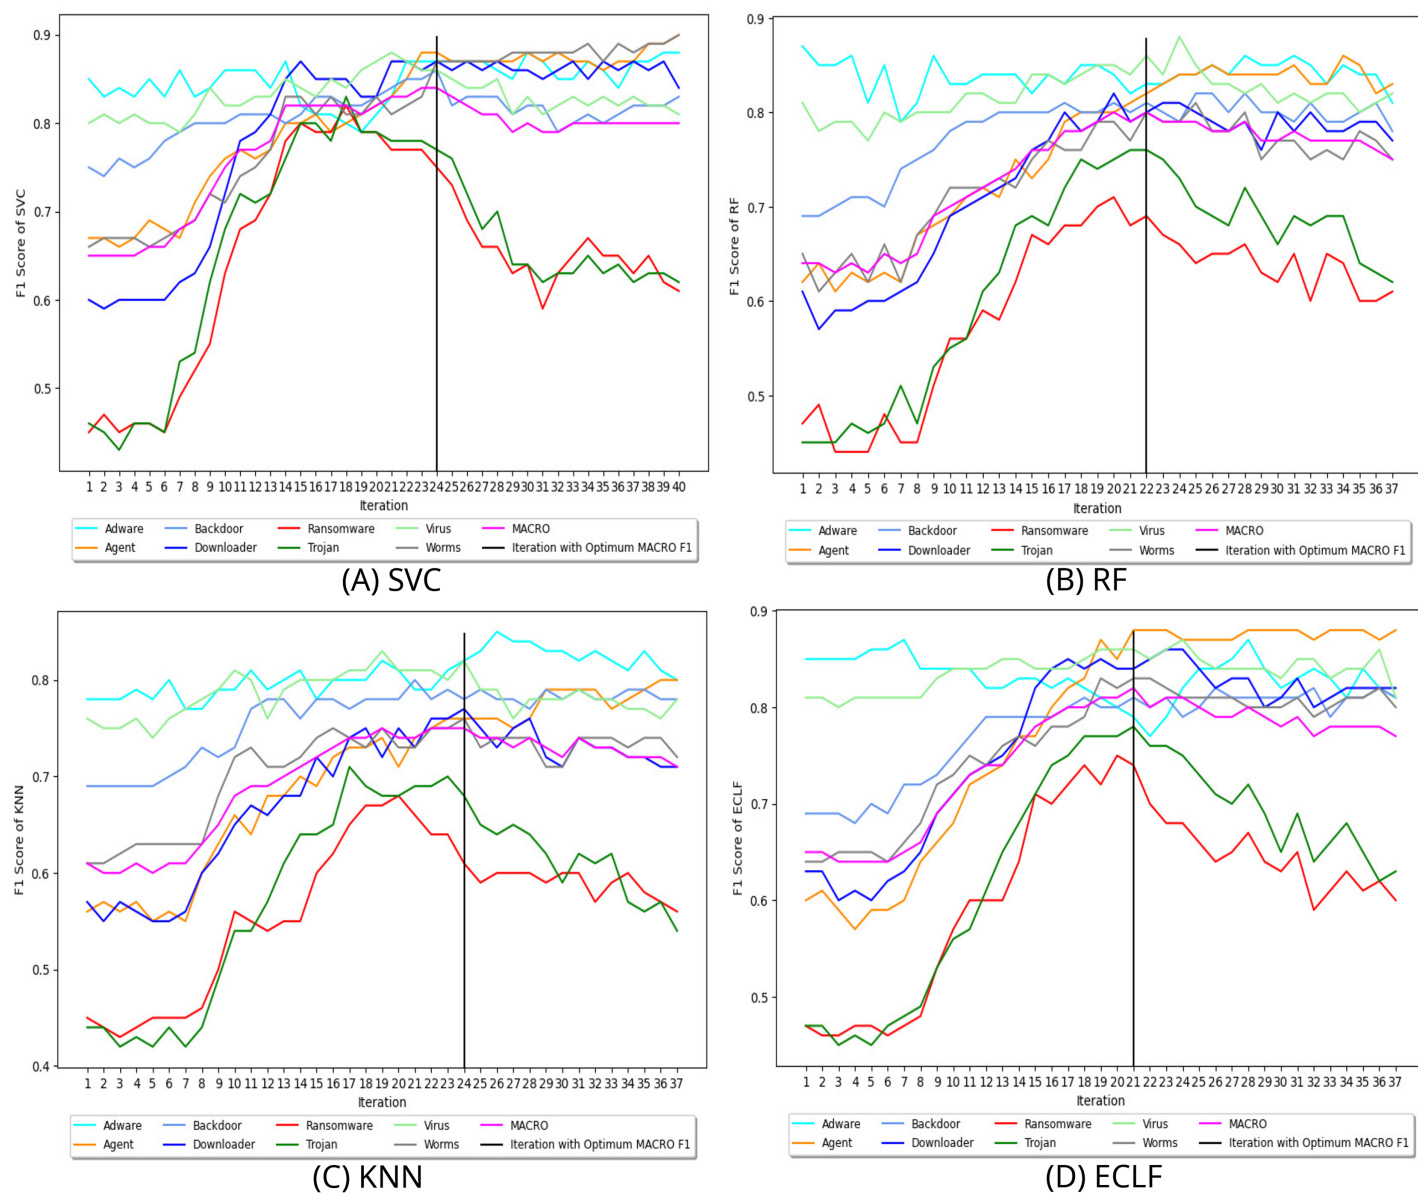 0.9
0.8
0.7
0.6
0.5
F1 Score of SVC
1 2 3 4 5 6 7 8 9 10 11 12 13 14 15 16 17 18 19 20 21 22 23 24 25 26 27 28 29 30 31 32 33 34 35 36 37 38 39 40
Iteration
Adware Backdoor Ransomware Virus MACRO
Agent Downloader Trojan Worms Iteration with Optimum MACRO F1
(A) SVC
0.9
0.8
0.7
0.6
0.5
F1 Score of RF
1 2 3 4 5 6 7 8 9 10 11 12 13 14 15 16 17 18 19 20 21 22 23 24 25 26 27 28 29 30 31 32 33 34 35 36 37
Iteration
Adware Backdoor Ransomware Virus MACRO
Agent Downloader Trojan Worms Iteration with Optimum MACRO F1
(B) RF
0.8
0.7
0.6
0.5
0.4
F1 Score of KNN
1 2 3 4 5 6 7 8 9 10 11 12 13 14 15 16 17 18 19 20 21 22 23 24 25 26 27 28 29 30 31 32 33 34 35 36 37
Iteration
Adware Backdoor Ransomware Virus MACRO
Agent Downloader Trojan Worms Iteration with Optimum MACRO F1
(C) KNN
0.9
0.8
0.7
0.6
0.5
F1 Score of ECLF
1 2 3 4 5 6 7 8 9 10 11 12 13 14 15 16 17 18 19 20 21 22 23 24 25 26 27 28 29 30 31 32 33 34 35 36 37
Iteration
Adware Backdoor Ransomware Virus MACRO
Agent Downloader Trojan Worms Iteration with Optimum MACRO F1
(D) ECLF